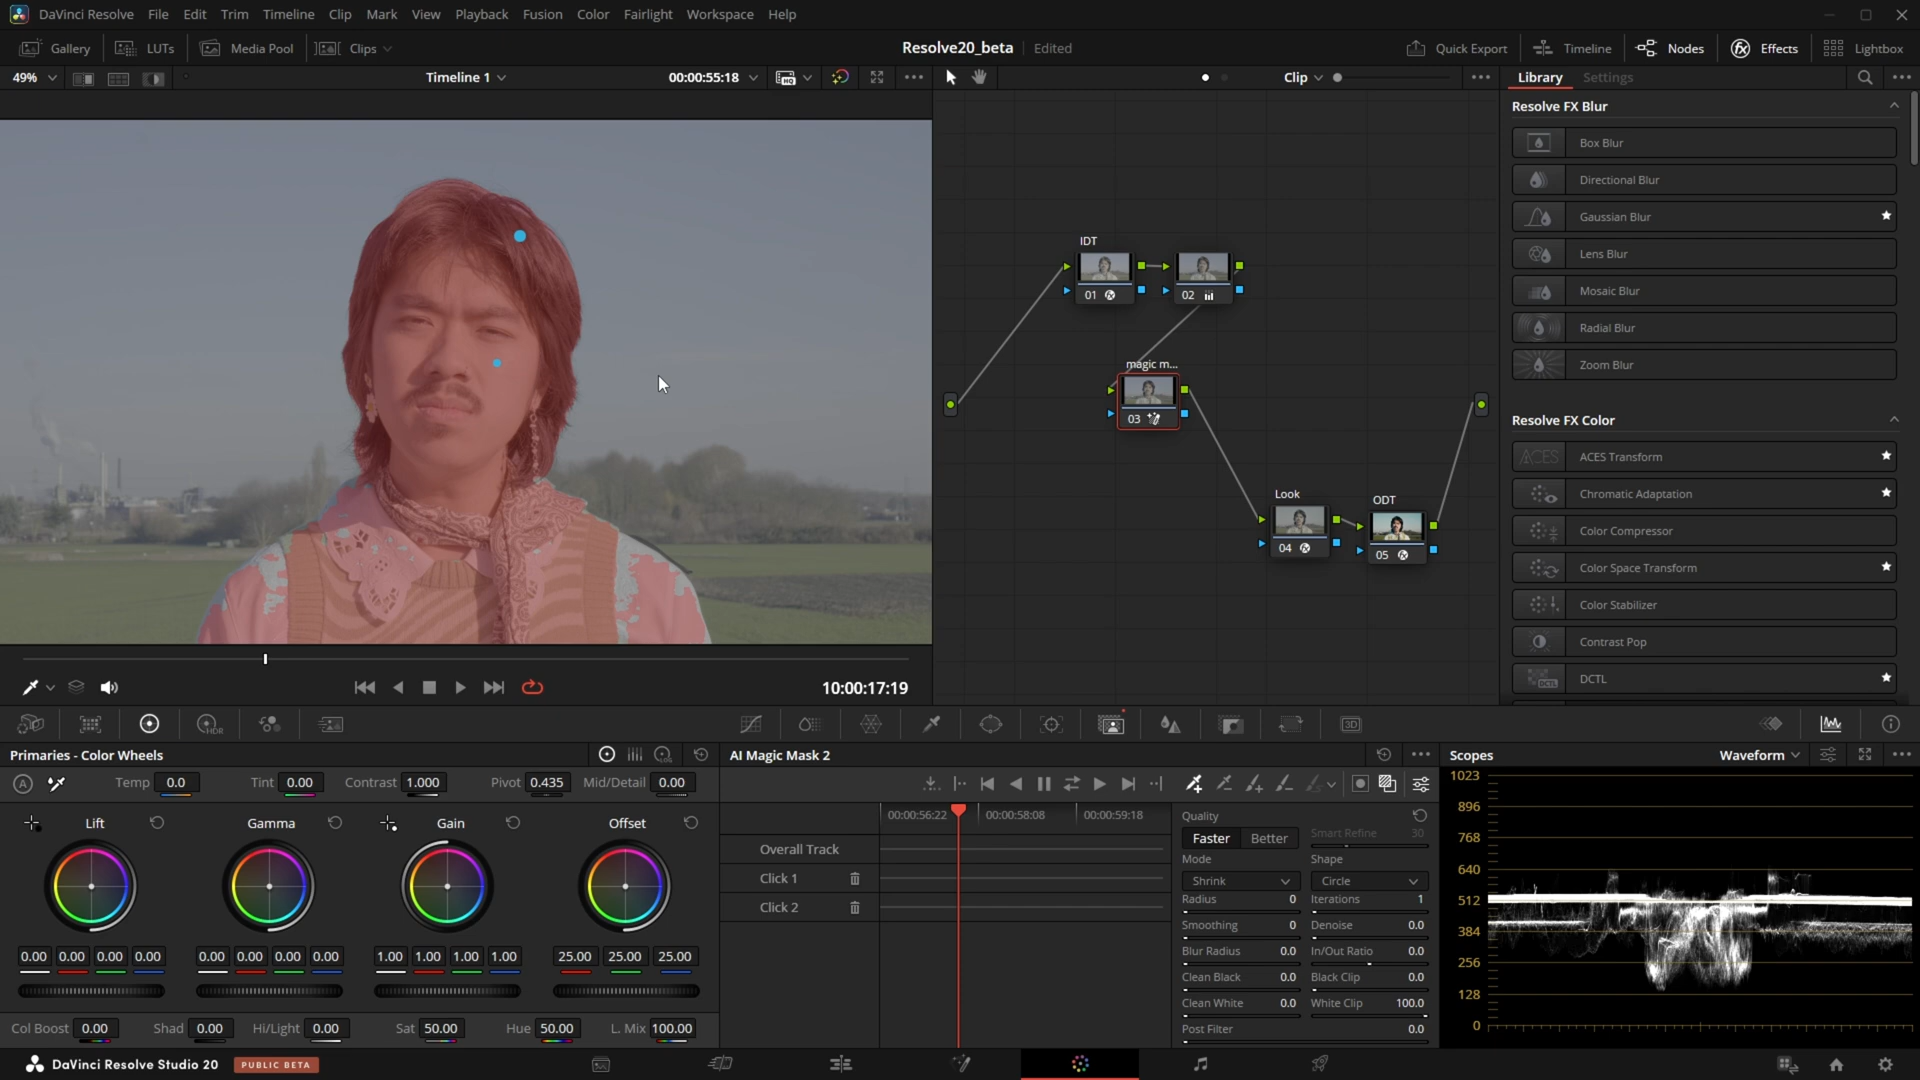 DaVinci Resolve File Edit Trim Timeline Clip Mark View Playback Fusion Color Fairlight Workspace Help
Gallery LUTs Media Pool Clips Resolve20_beta Edited Quick Export Timeline Nodes Effects Lightbox
49% Timeline 1 00:00:55:18 Clip Library Settings
Resolve FX Blur
Box Blur
Directional Blur
Gaussian Blur
Lens Blur
Mosaic Blur
Radial Blur
Zoom Blur
Resolve FX Color
ACES ACES Transform
Chromatic Adaptation
Color Compressor
Color Space Transform
Color Stabilizer
Contrast Pop
DCTL DCTL
IDT
01 02
magic m...
03
Look ODT
04 05
10:00:17:19
HDR 3D
Primaries - Color Wheels
A Temp 0.0 Tint 0.00 Contrast 1.000 Pivot 0.435 Mid/Detail 0.00
Lift Gamma Gain Offset
0.00 0.00 0.00 0.00 0.00 0.00 0.00 0.00 1.00 1.00 1.00 1.00 25.00 25.00 25.00
Col Boost 0.00 Shad 0.00 Hi/Light 0.00 Sat 50.00 Hue 50.00 L. Mix 100.00
AI Magic Mask 2
00:00:56:22 00:00:58:08 00:00:59:18
Overall Track
Click 1
Click 2
Quality
Faster Better Smart Refine 30
Mode Shape
Shrink Circle
Radius 0 Iterations 1
Smoothing 0 Denoise 0.0
Blur Radius 0.0 In/Out Ratio 0.0
Clean Black 0.0 Black Clip 0.0
Clean White 0.0 White Clip 100.0
Post Filter 0.0
Scopes Waveform
1023
896
768
640
512
384
256
128
0
DaVinci Resolve Studio 20 PUBLIC BETA